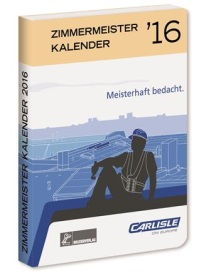 ZIMMERMEISTER
KALENDER
'16
Meisterhaft bedacht.
ZIMMERMEISTER KALENDER 2016
CARLISLE